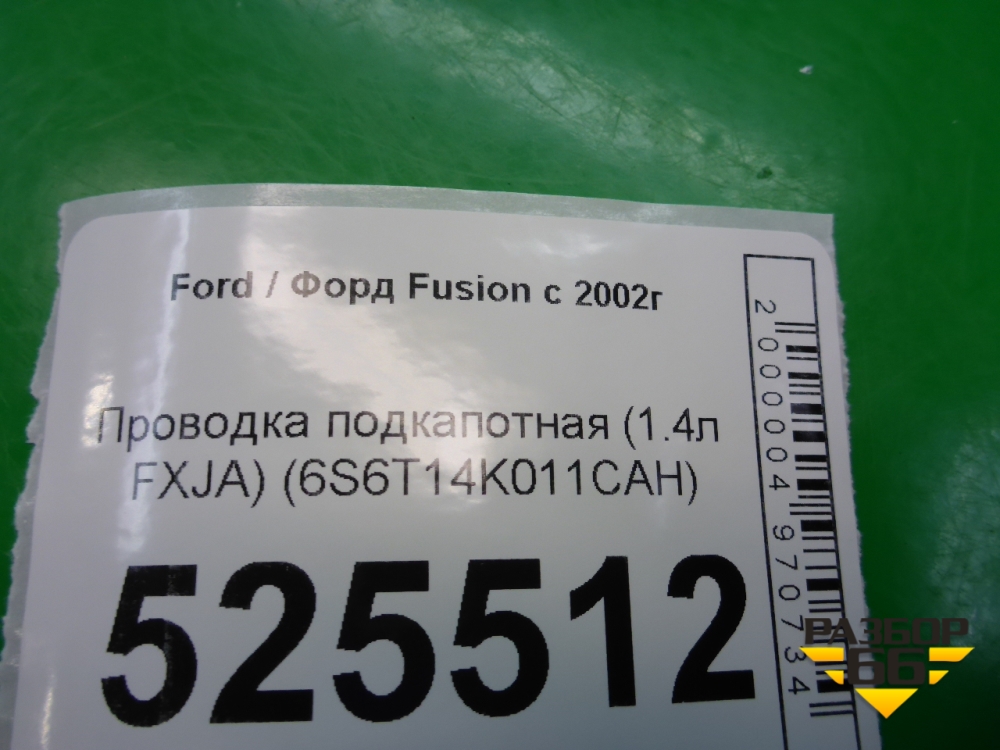 Ford / Форд Fusion с 2002г
Проводка подкапотная (1.4л
FXJA) (6S6T14K011CAH)
525512
2000004970734
РАЗБОР
66